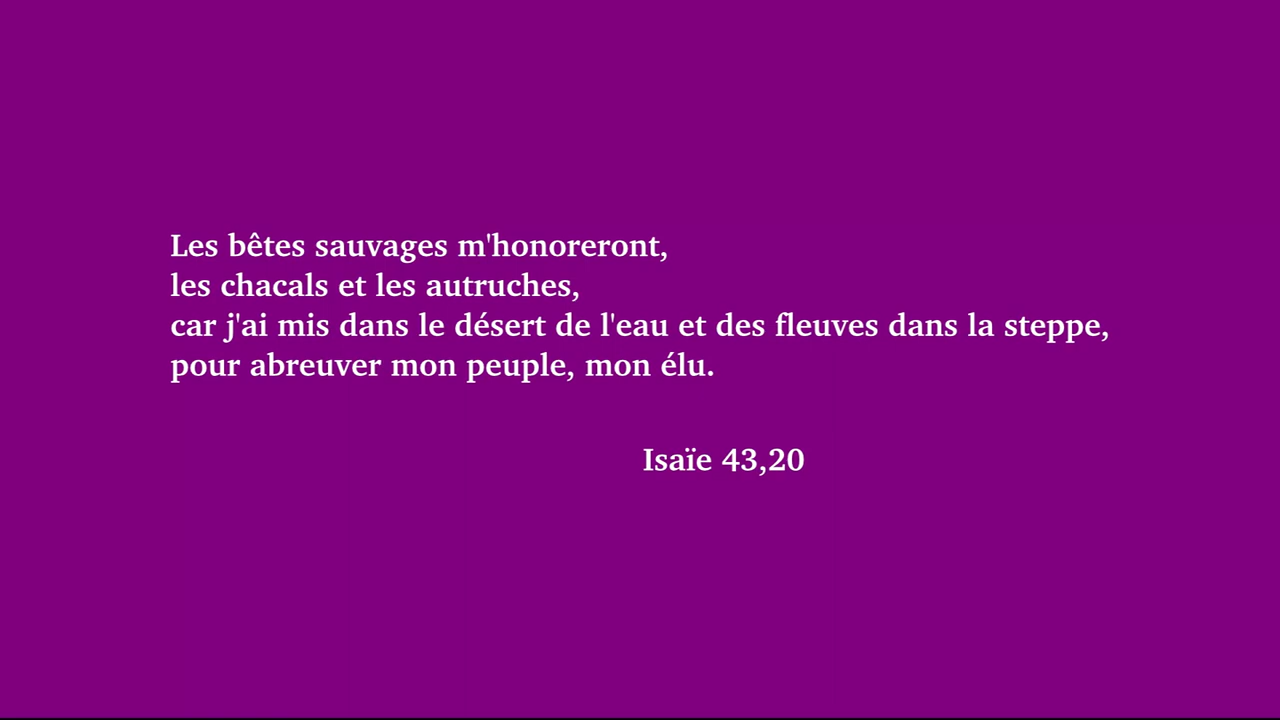 Les bêtes sauvages m'honoreront,
les chacals et les autruches,
car j'ai mis dans le désert de l'eau et des fleuves dans la steppe,
pour abreuver mon peuple, mon élu.
Isaïe 43,20